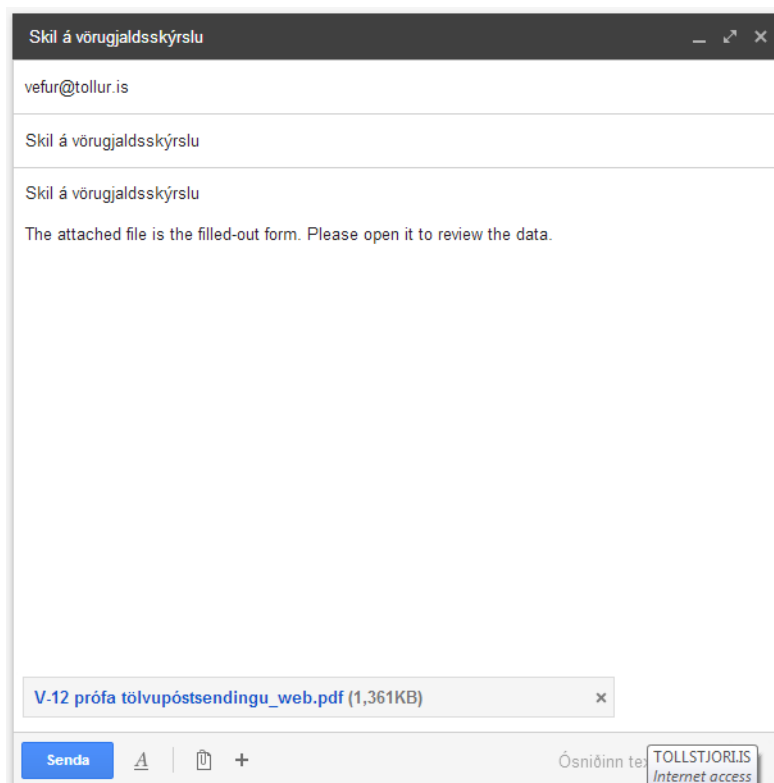 Skil á vörugjaldsskýrslu
vefur@tollur.is
Skil á vörugjaldsskýrslu
Skil á vörugjaldsskýrslu
The attached file is the filled-out form. Please open it to review the data.
V-12 prófa tölvupóstsendingu_web.pdf (1,361KB)
Senda A Ósniðinn
TOLLSTJORI.IS
Internet access